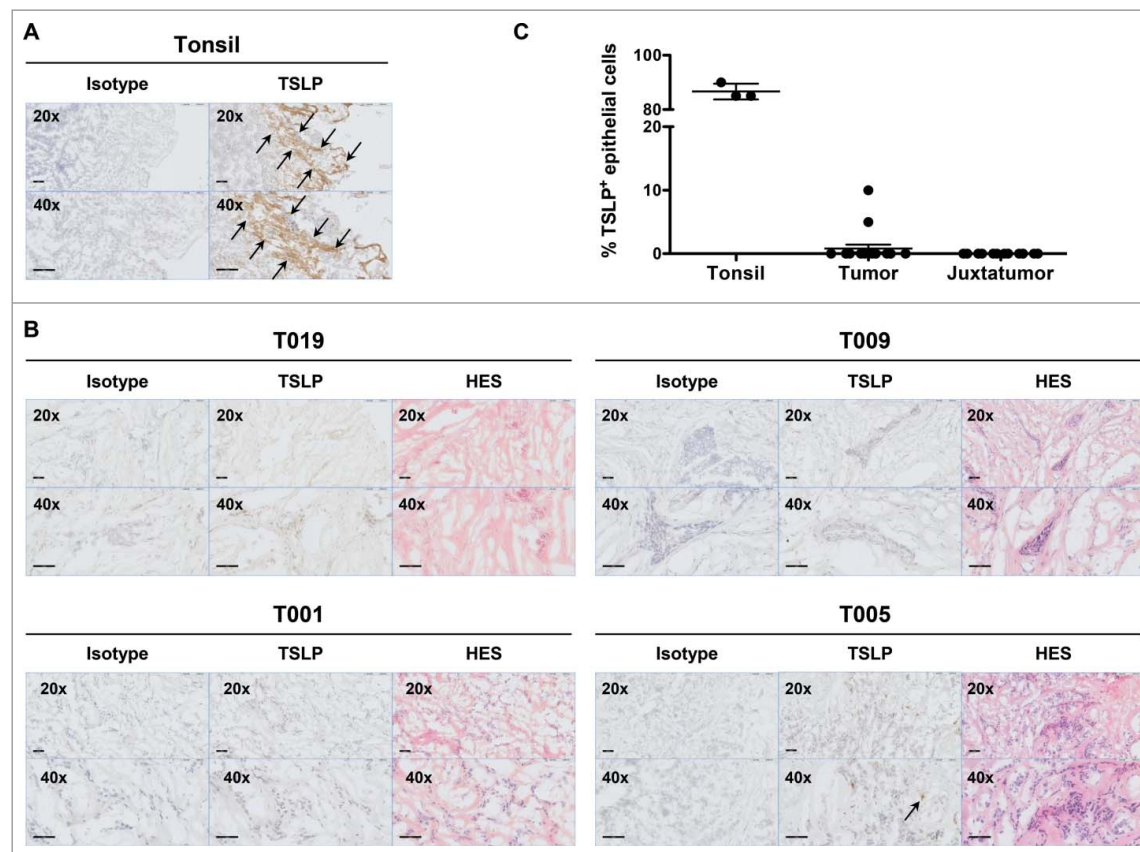 A
Tonsil
Isotype TSLP
20x
40x
C
% TSLP+ epithelial cells
100
80
20
10
0
Tonsil Tumor Juxtatumor
B
T019
Isotype TSLP HES
20x 20x 20x
40x 40x 40x
T009
Isotype TSLP HES
20x 20x 20x
40x 40x 40x
T001
Isotype TSLP HES
20x 20x 20x
40x 40x 40x
T005
Isotype TSLP HES
20x 20x 20x
40x 40x 40x